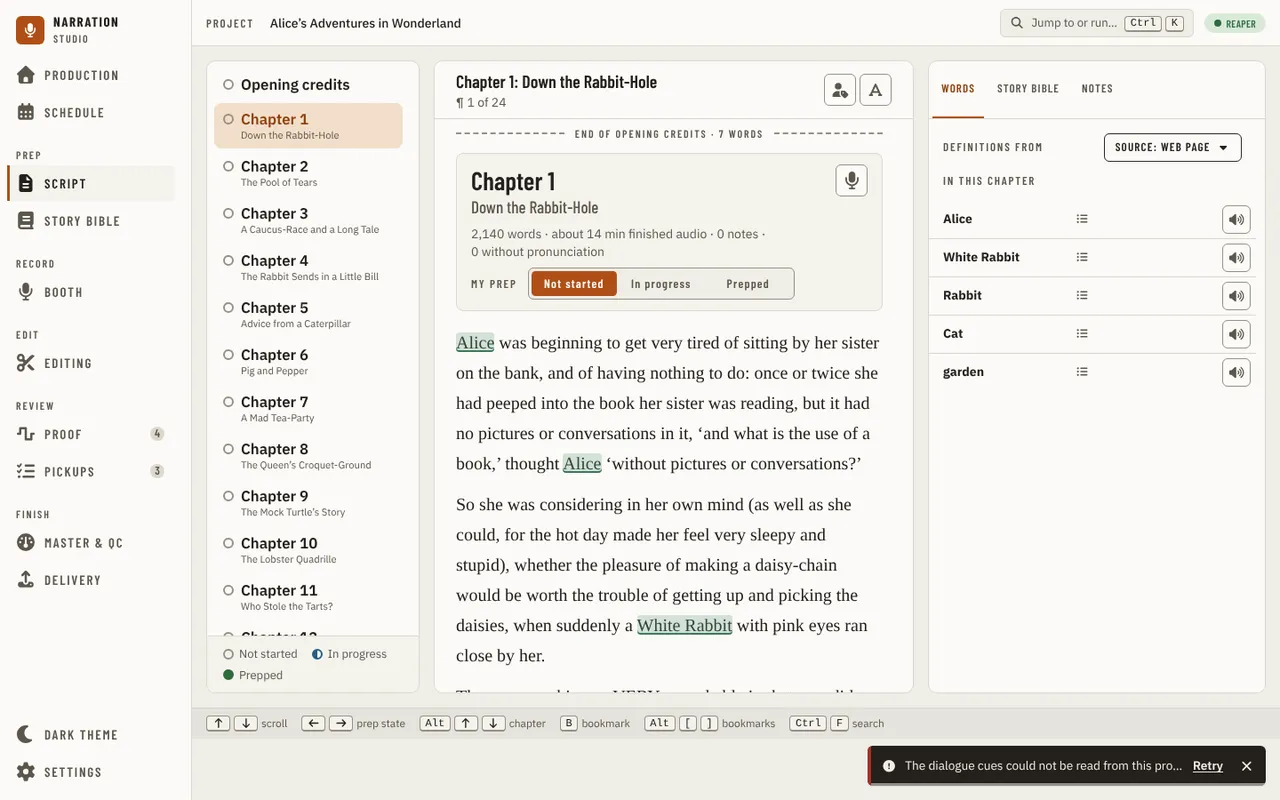 NARRATION
STUDIO
PRODUCTION
SCHEDULE
PREP
SCRIPT
STORY BIBLE
RECORD
BOOTH
EDIT
EDITING
REVIEW
PROOF 4
PICKUPS 3
FINISH
MASTER & QC
DELIVERY
DARK THEME
SETTINGS
PROJECT Alice's Adventures in Wonderland
Jump to or run... Ctrl K
REAPER
Opening credits
Chapter 1
Down the Rabbit-Hole
Chapter 2
The Pool of Tears
Chapter 3
A Caucus-Race and a Long Tale
Chapter 4
The Rabbit Sends in a Little Bill
Chapter 5
Advice from a Caterpillar
Chapter 6
Pig and Pepper
Chapter 7
A Mad Tea-Party
Chapter 8
The Queen's Croquet-Ground
Chapter 9
The Mock Turtle's Story
Chapter 10
The Lobster Quadrille
Chapter 11
Who Stole the Tarts?
Not started In progress
Prepped
Chapter 1: Down the Rabbit-Hole
¶ 1 of 24
A
END OF OPENING CREDITS · 7 WORDS
Chapter 1
Down the Rabbit-Hole
2,140 words · about 14 min finished audio · 0 notes ·
0 without pronunciation
MY PREP Not started In progress Prepped
Alice was beginning to get very tired of sitting by her sister
on the bank, and of having nothing to do: once or twice she
had peeped into the book her sister was reading, but it had
no pictures or conversations in it, ‘and what is the use of a
book,’ thought Alice ‘without pictures or conversations?’
So she was considering in her own mind (as well as she
could, for the hot day made her feel very sleepy and
stupid), whether the pleasure of making a daisy-chain
would be worth the trouble of getting up and picking the
daisies, when suddenly a White Rabbit with pink eyes ran
close by her.
WORDS STORY BIBLE NOTES
DEFINITIONS FROM SOURCE: WEB PAGE
IN THIS CHAPTER
Alice
White Rabbit
Rabbit
Cat
garden
↑ ↓ scroll ← → prep state Alt ↑ ↓ chapter B bookmark Alt [ ] bookmarks Ctrl F search
The dialogue cues could not be read from this pro... Retry